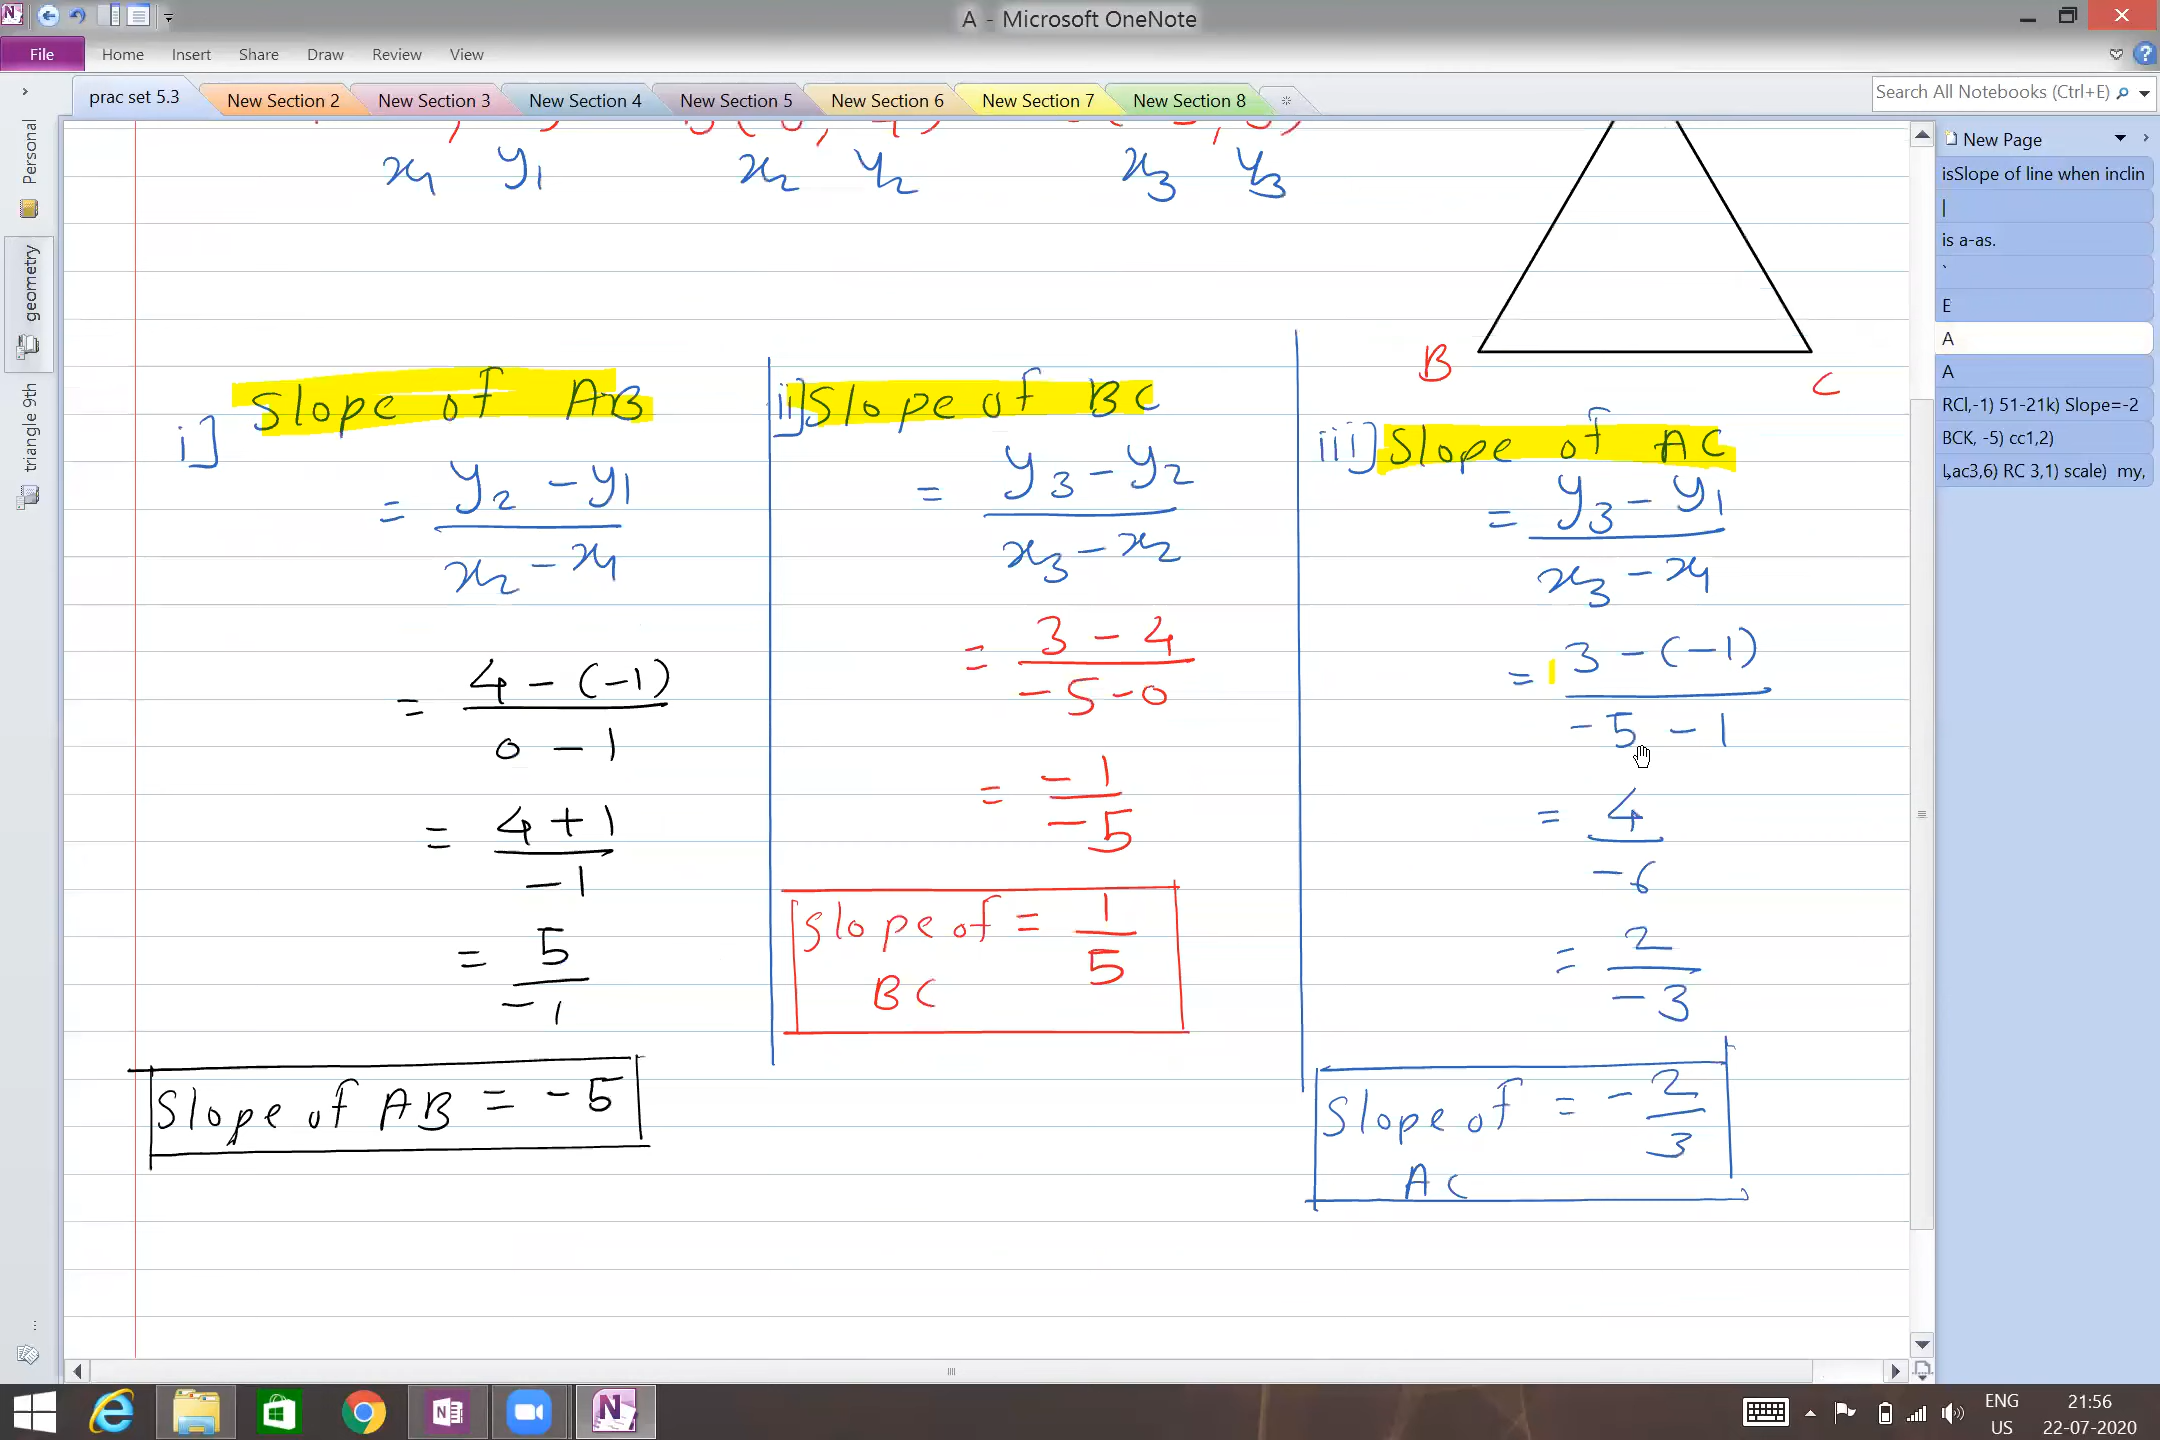 A - Microsoft OneNote
File Home Insert Share Draw Review View
prac set 5.3 New Section 2 New Section 3 New Section 4 New Section 5 New Section 6 New Section 7 New Section 8
Search All Notebooks (Ctrl+E)
Personal
geometry
triangle 9th
New Page
isSlope of line when inclin
is a-as.
`
E
A
A
RCl,-1) 51-21k) Slope=-2
BCK, -5) cc1,2)
l,ac3,6) RC 3,1) scale) my,
x1 y1 x2 y2 x3 y3
B C
i] Slope of AB
= y2 - y1
x2 - x1
= 4 - (-1)
0 - 1
= 4 + 1
-1
= 5
-1
Slope of AB = -5
ii] Slope of BC
= y3 - y2
x3 - x2
= 3 - 4
-5 - 0
= -1
-5
Slope of = 1
5
BC
iii] Slope of AC
= y3 - y1
x3 - x1
= 3 - (-1)
-5 - 1
= 4
-6
= 2
-3
Slope of = - 2
3
AC
ENG
US
21:56
22-07-2020